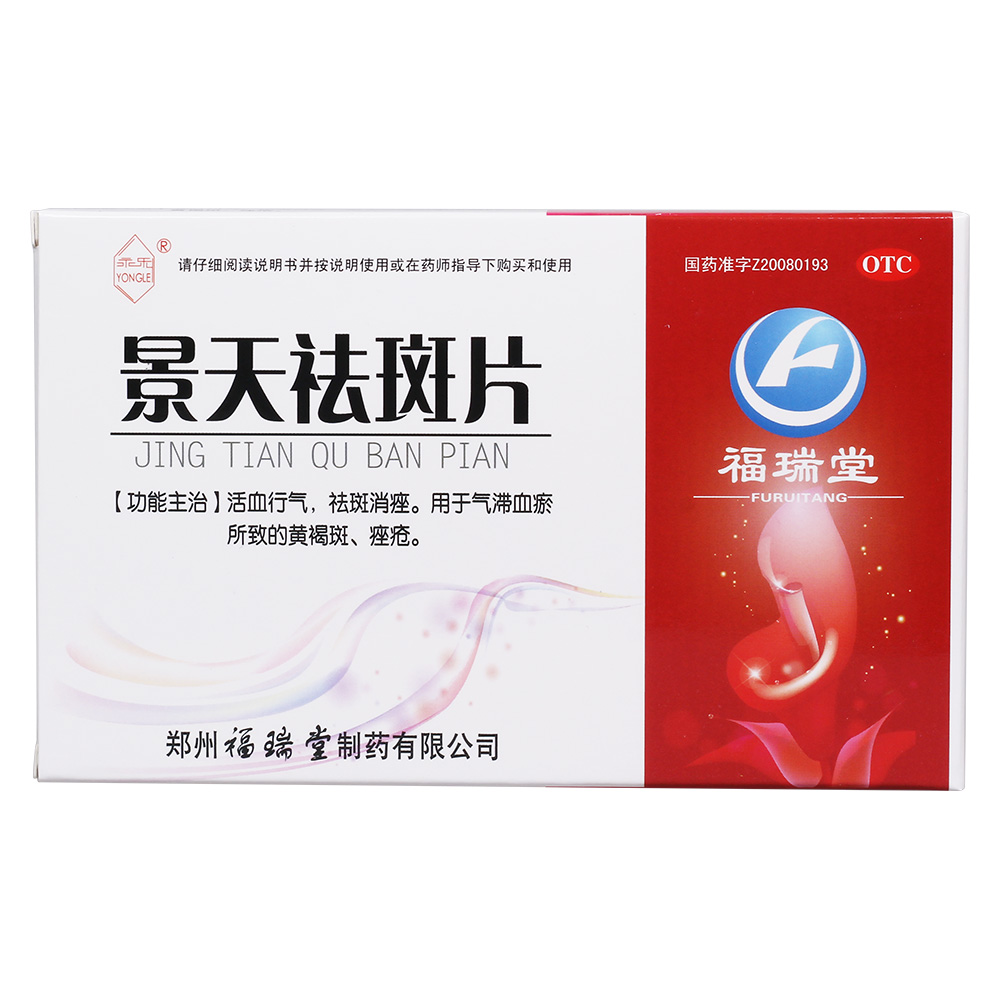 永乐
YONGLE
®
请仔细阅读说明书并按说明使用或在药师指导下购买和使用
国药准字Z20080193
OTC
景天祛斑片
JING TIAN QU BAN PIAN
【功能主治】活血行气，祛斑消痤。用于气滞血瘀
所致的黄褐斑、痤疮。
福瑞堂
FURUITANG
郑州福瑞堂制药有限公司